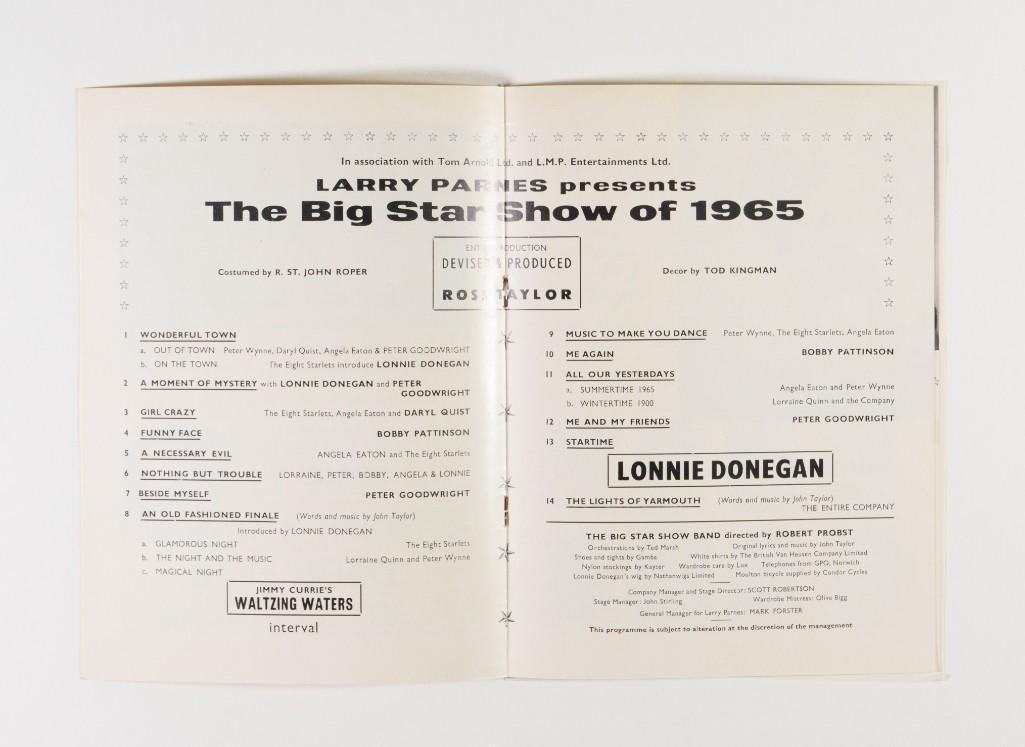 In association with Tom Arnold Ltd. and L.M.P. Entertainments Ltd.
LARRY PARNES presents
The Big Star Show of 1965
Costumed by R. ST. JOHN ROPER
DEVISED & PRODUCED
ROSS TAYLOR
Decor by TOD KINGMAN
1 WONDERFUL TOWN
a. OUT OF TOWN Peter Wynne, Daryl Quist, Angela Eaton & PETER GOODWRIGHT
b. ON THE TOWN The Eight Starlets introduce LONNIE DONEGAN
2 A MOMENT OF MYSTERY with LONNIE DONEGAN and PETER
GOODWRIGHT
3 GIRL CRAZY The Eight Starlets, Angela Eaton and DARYL QUIST
4 FUNNY FACE BOBBY PATTINSON
5 A NECESSARY EVIL ANGELA EATON and The Eight Starlets
6 NOTHING BUT TROUBLE LORRAINE, PETER, BOBBY, ANGELA & LONNIE
7 BESIDE MYSELF PETER GOODWRIGHT
8 AN OLD FASHIONED FINALE (Words and music by John Taylor)
Introduced by LONNIE DONEGAN
a. GLAMOROUS NIGHT The Eight Starlets
b. THE NIGHT AND THE MUSIC Lorraine Quinn and Peter Wynne
c. MAGICAL NIGHT
JIMMY CURRIE'S
WALTZING WATERS
interval
9 MUSIC TO MAKE YOU DANCE Peter Wynne, The Eight Starlets, Angela Eaton
10 ME AGAIN BOBBY PATTINSON
11 ALL OUR YESTERDAYS
a. SUMMERTIME 1965 Angela Eaton and Peter Wynne
b. WINTERTIME 1900 Lorraine Quinn and the Company
12 ME AND MY FRIENDS PETER GOODWRIGHT
13 STARTIME
LONNIE DONEGAN
14 THE LIGHTS OF YARMOUTH (Words and music by John Taylor)
THE ENTIRE COMPANY
THE BIG STAR SHOW BAND directed by ROBERT PROBST
Orchestrations by Ted Marsh Original lyrics and music by John Taylor
Shoes and tights by Gamba White shirts by The British Van Heusen Company Limited
Nylon stockings by Kayser Wardrobe care by Lux Telephones from GPO, Norwich
Lonnie Donegan's wig by Nathanwigs Limited Moulton bicycle supplied by Condor Cycles
Company Manager and Stage Director: SCOTT ROBERTSON
Stage Manager: John Stirling Wardrobe Mistress: Olive Bigg
General Manager for Larry Parnes: MARK FORSTER
This programme is subject to alteration at the discretion of the management